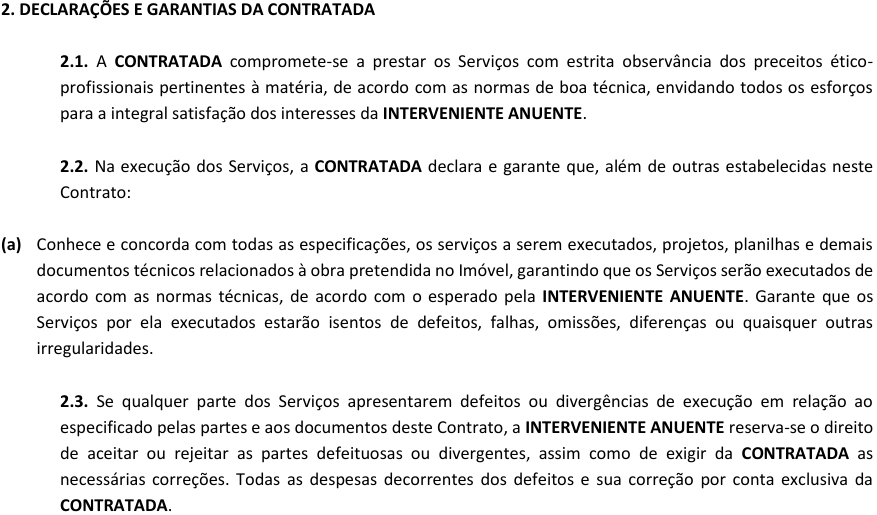 2. DECLARAÇÕES E GARANTIAS DA CONTRATADA
2.1. A CONTRATADA compromete-se a prestar os Serviços com estrita observância dos preceitos ético-
profissionais pertinentes à matéria, de acordo com as normas de boa técnica, envidando todos os esforços
para a integral satisfação dos interesses da INTERVENIENTE ANUENTE.
2.2. Na execução dos Serviços, a CONTRATADA declara e garante que, além de outras estabelecidas neste
Contrato:
(a) Conhece e concorda com todas as especificações, os serviços a serem executados, projetos, planilhas e demais
documentos técnicos relacionados à obra pretendida no Imóvel, garantindo que os Serviços serão executados de
acordo com as normas técnicas, de acordo com o esperado pela INTERVENIENTE ANUENTE. Garante que os
Serviços por ela executados estarão isentos de defeitos, falhas, omissões, diferenças ou quaisquer outras
irregularidades.
2.3. Se qualquer parte dos Serviços apresentarem defeitos ou divergências de execução em relação ao
especificado pelas partes e aos documentos deste Contrato, a INTERVENIENTE ANUENTE reserva-se o direito
de aceitar ou rejeitar as partes defeituosas ou divergentes, assim como de exigir da CONTRATADA as
necessárias correções. Todas as despesas decorrentes dos defeitos e sua correção por conta exclusiva da
CONTRATADA.